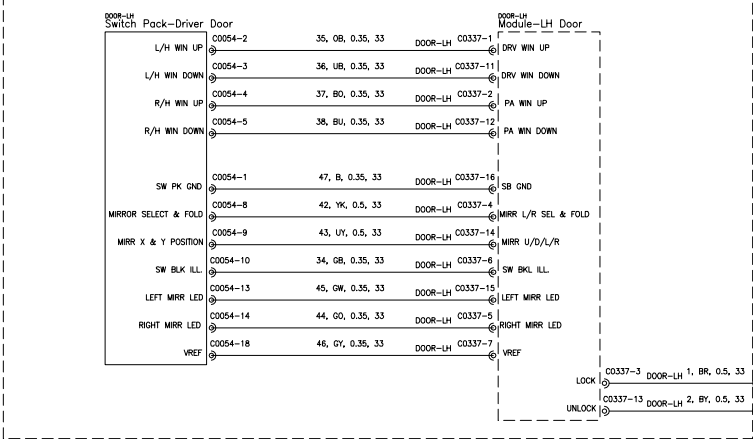 DOOR-LH
Switch Pack-Driver Door
DOOR-LH
Module-LH Door
L/H WIN UP C0054-2 35, OB, 0.35, 33 DOOR-LH C0337-1 DRV WIN UP
L/H WIN DOWN C0054-3 36, UB, 0.35, 33 DOOR-LH C0337-11 DRV WIN DOWN
R/H WIN UP C0054-4 37, BO, 0.35, 33 DOOR-LH C0337-2 PA WIN UP
R/H WIN DOWN C0054-5 38, BU, 0.35, 33 DOOR-LH C0337-12 PA WIN DOWN
SW PK GND C0054-1 47, B, 0.35, 33 DOOR-LH C0337-16 SB GND
MIRROR SELECT & FOLD C0054-8 42, YK, 0.5, 33 DOOR-LH C0337-4 MIRR L/R SEL & FOLD
MIRR X & Y POSITION C0054-9 43, UY, 0.5, 33 DOOR-LH C0337-14 MIRR U/D/L/R
SW BLK ILL. C0054-10 34, GB, 0.35, 33 DOOR-LH C0337-6 SW BKL ILL.
LEFT MIRR LED C0054-13 45, GW, 0.35, 33 DOOR-LH C0337-15 LEFT MIRR LED
RIGHT MIRR LED C0054-14 44, GO, 0.35, 33 DOOR-LH C0337-5 RIGHT MIRR LED
VREF C0054-18 46, GY, 0.35, 33 DOOR-LH C0337-7 VREF
LOCK C0337-3 DOOR-LH 1, BR, 0.5, 33
UNLOCK C0337-13 DOOR-LH 2, BY, 0.5, 33